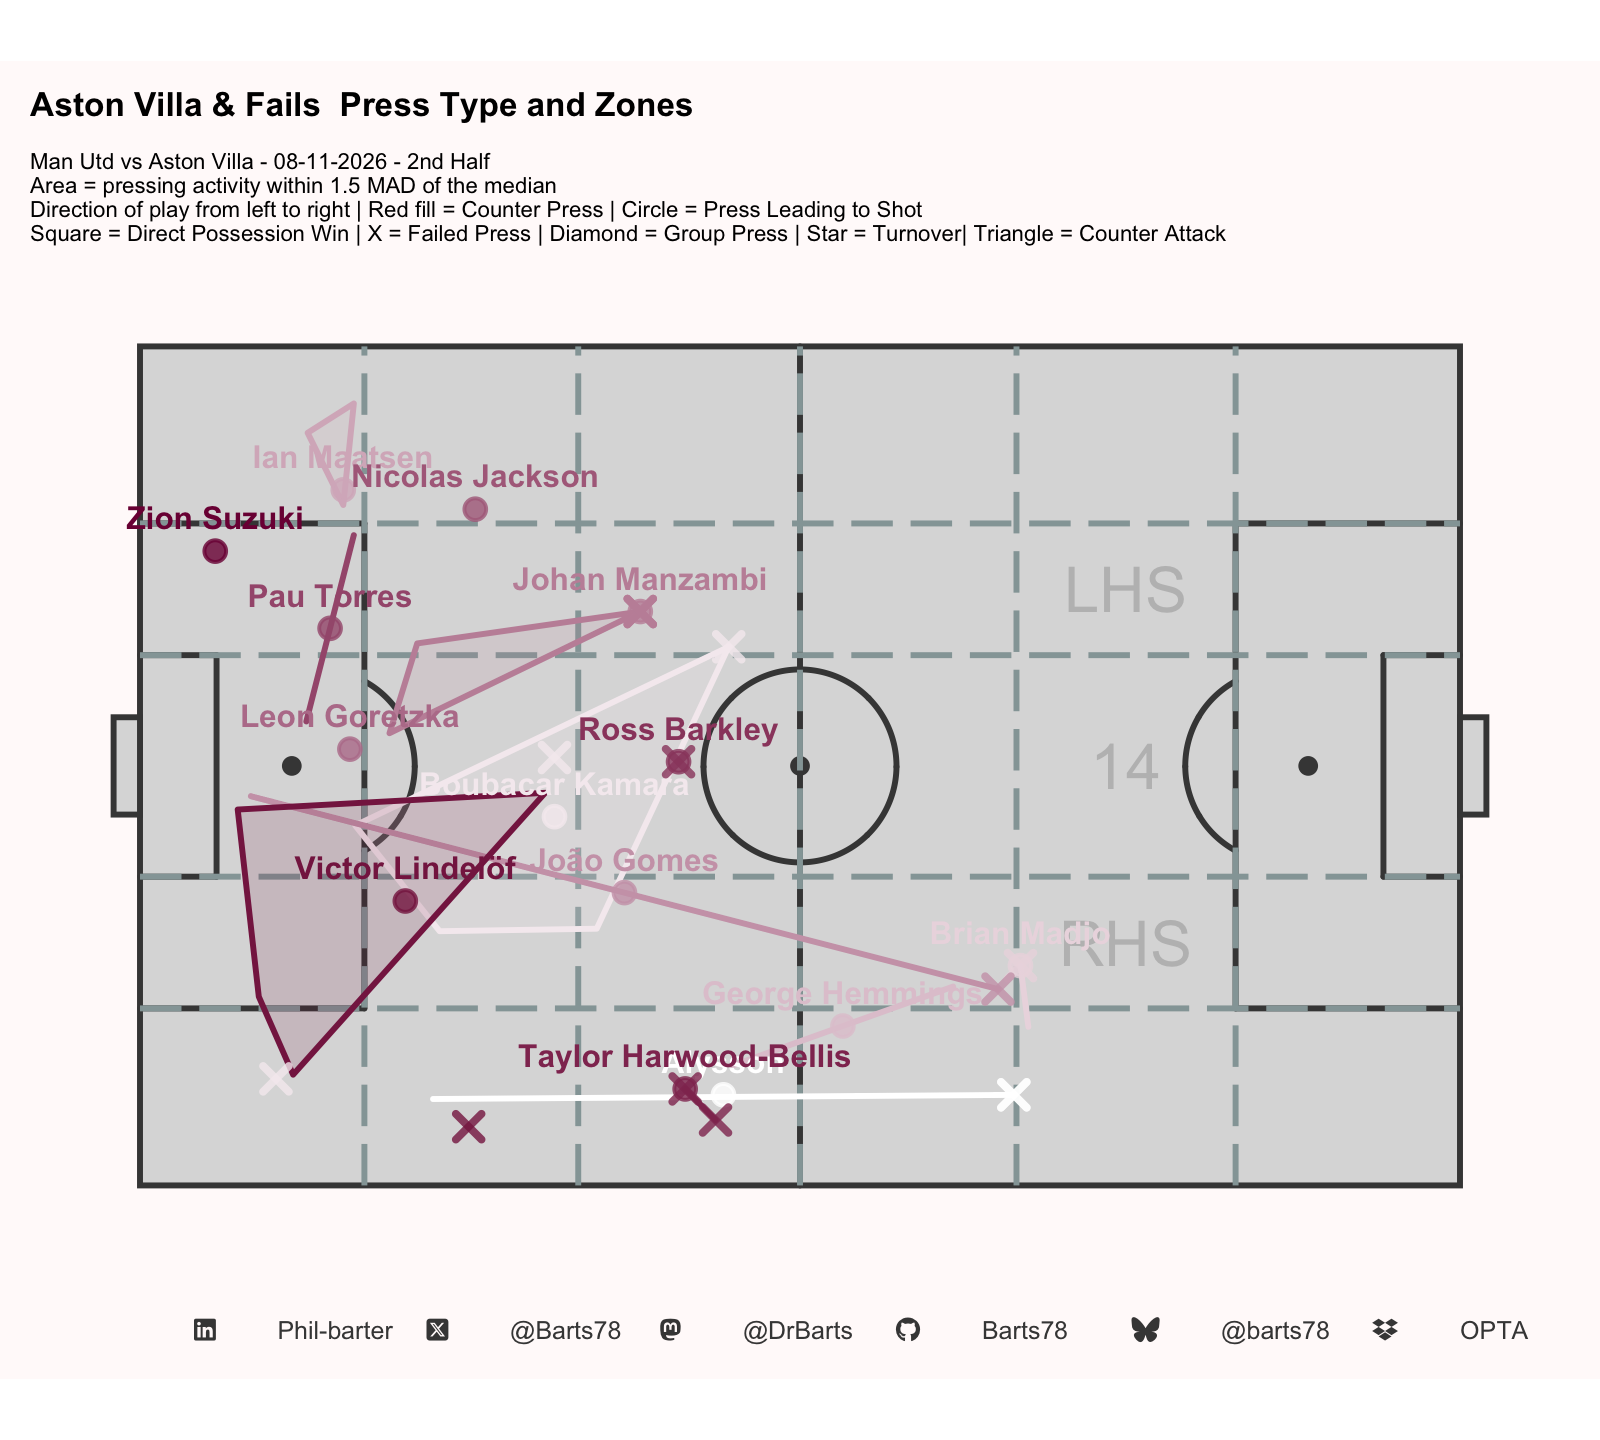 Aston Villa & Fails  Press Type and Zones
Man Utd vs Aston Villa - 08-11-2026 - 2nd Half
Area = pressing activity within 1.5 MAD of the median
Direction of play from left to right | Red fill = Counter Press | Circle = Press Leading to Shot
Square = Direct Possession Win | X = Failed Press | Diamond = Group Press | Star = Turnover| Triangle = Counter Attack
Ian Maatsen
Nicolas Jackson
Zion Suzuki
Johan Manzambi
LHS
Pau Torres
Leon Goretzka
Ross Barkley
14
Boubacar Kamara
João Gomes
Victor Lindelöf
Brian Madjo
RHS
George Hemmings
Taylor Harwood-Bellis
Alysson
Phil-barter
@Barts78
@DrBarts
Barts78
@barts78
OPTA